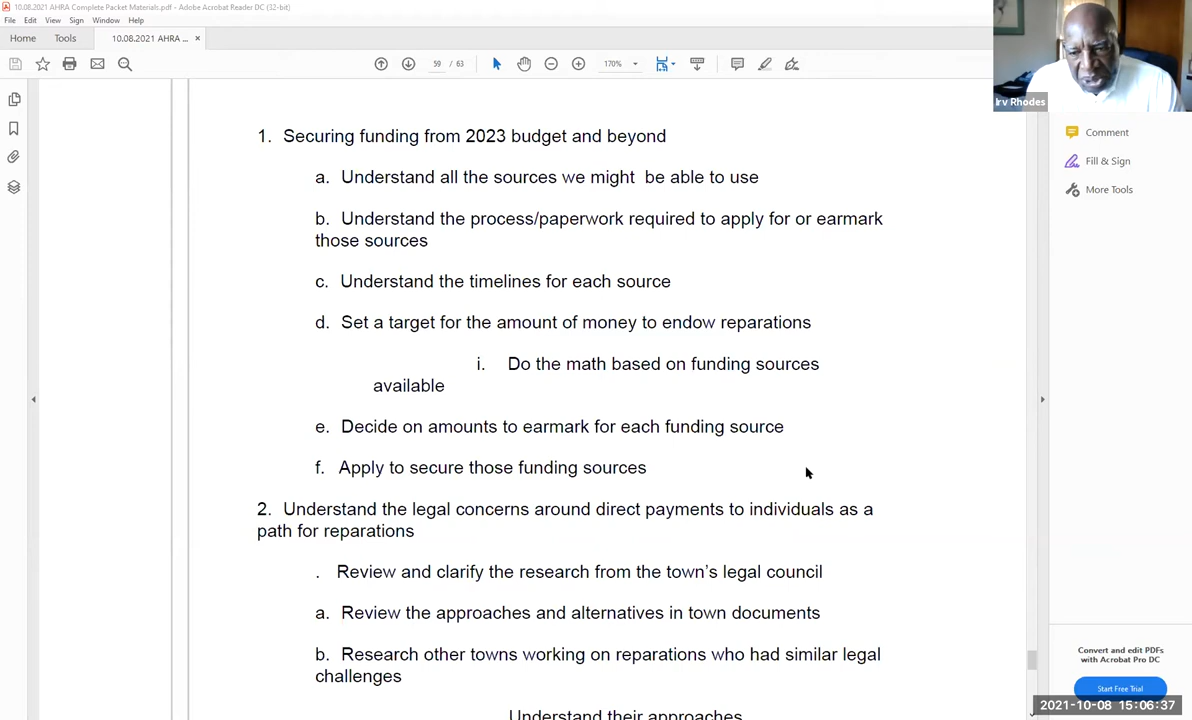 10.08.2021 AHRA Complete Packet Materials.pdf - Adobe Acrobat Reader DC (32-bit)
File Edit View Sign Window Help
Home Tools 10.08.2021 AHRA ... ×
59 / 63 170%
Irv Rhodes
1. Securing funding from 2023 budget and beyond
a. Understand all the sources we might be able to use
b. Understand the process/paperwork required to apply for or earmark
those sources
c. Understand the timelines for each source
d. Set a target for the amount of money to endow reparations
i. Do the math based on funding sources
available
e. Decide on amounts to earmark for each funding source
f. Apply to secure those funding sources
2. Understand the legal concerns around direct payments to individuals as a
path for reparations
. Review and clarify the research from the town's legal council
a. Review the approaches and alternatives in town documents
b. Research other towns working on reparations who had similar legal
challenges
Understand their approaches
Comment
Fill & Sign
More Tools
Convert and edit PDFs
with Acrobat Pro DC
Start Free Trial
2021-10-08 15:06:37